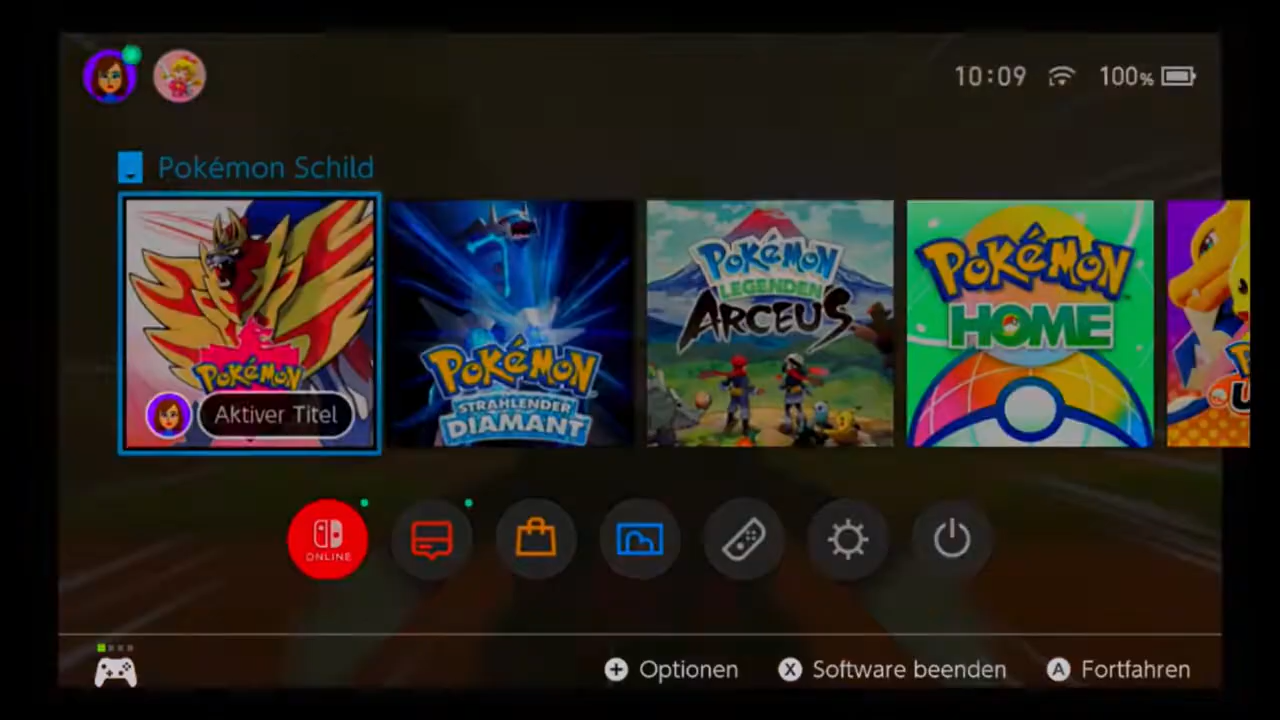 10:09 100%
Pokémon Schild
POKÉMON
Aktiver Titel
POKÉMON
STRAHLENDER
DIAMANT
POKÉMON
LEGENDEN
ARCEUS
POKÉMON
HOME
ONLINE
+ Optionen X Software beenden A Fortfahren